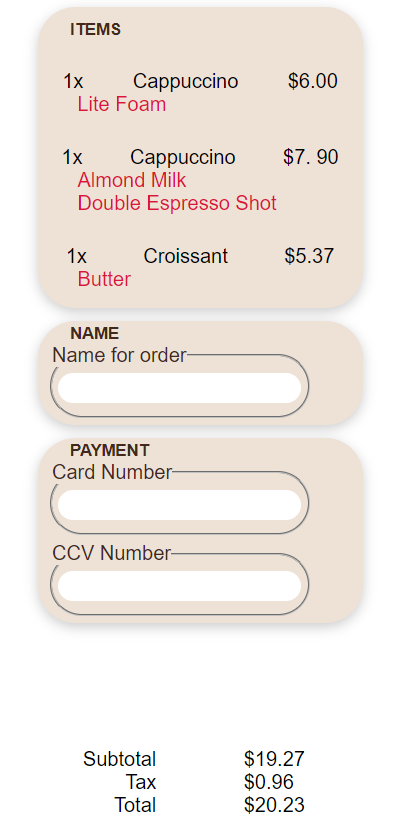 ITEMS
1x Cappuccino $6.00
Lite Foam
1x Cappuccino $7. 90
Almond Milk
Double Espresso Shot
1x Croissant $5.37
Butter
NAME
Name for order
PAYMENT
Card Number
CCV Number
Subtotal $19.27
Tax $0.96
Total $20.23